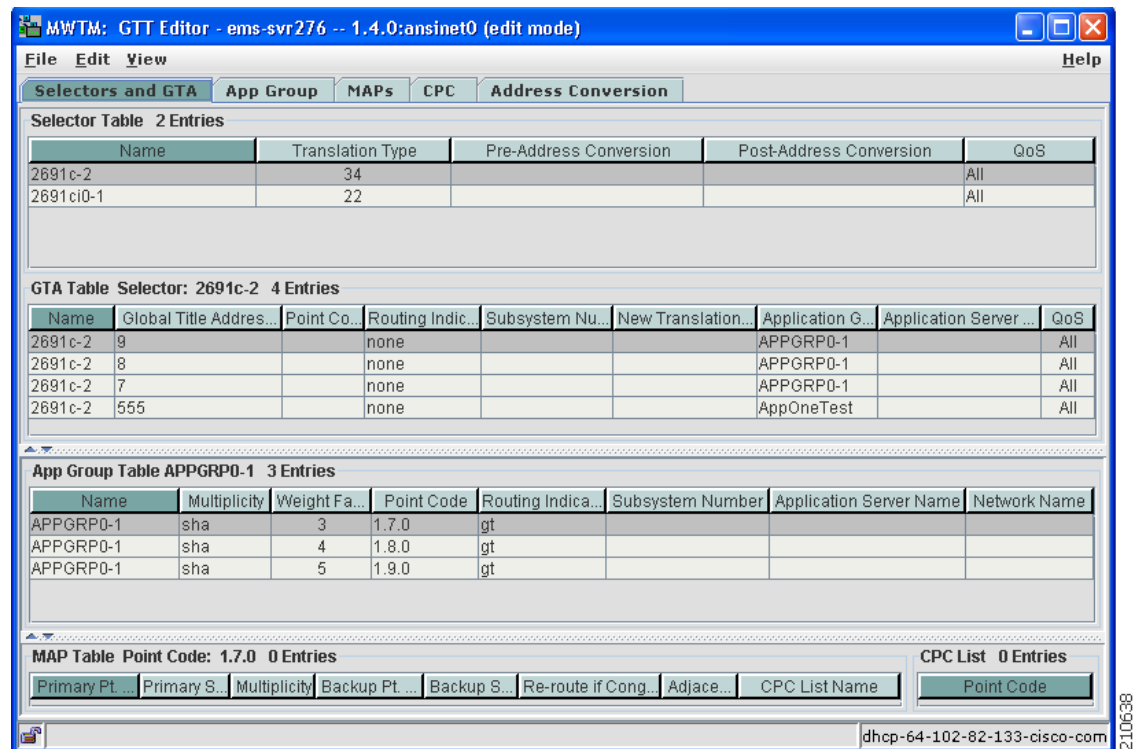 MWTM: GTT Editor - ems-svr276 -- 1.4.0:ansinet0 (edit mode)
File Edit View Help
Selectors and GTA App Group MAPs CPC Address Conversion
Selector Table 2 Entries
Name Translation Type Pre-Address Conversion Post-Address Conversion QoS
2691c-2 34 All
2691ci0-1 22 All
GTA Table Selector: 2691c-2 4 Entries
Name Global Title Addres... Point Co... Routing Indic... Subsystem Nu... New Translation... Application G... Application Server ... QoS
2691c-2 9 none APPGRP0-1 All
2691c-2 8 none APPGRP0-1 All
2691c-2 7 none APPGRP0-1 All
2691c-2 555 none AppOneTest All
App Group Table APPGRP0-1 3 Entries
Name Multiplicity Weight Fa... Point Code Routing Indica... Subsystem Number Application Server Name Network Name
APPGRP0-1 sha 3 1.7.0 gt
APPGRP0-1 sha 4 1.8.0 gt
APPGRP0-1 sha 5 1.9.0 gt
MAP Table Point Code: 1.7.0 0 Entries CPC List 0 Entries
Primary Pt. ... Primary S... Multiplicity Backup Pt. ... Backup S... Re-route if Cong... Adjace... CPC List Name Point Code
dhcp-64-102-82-133-cisco-com
210638